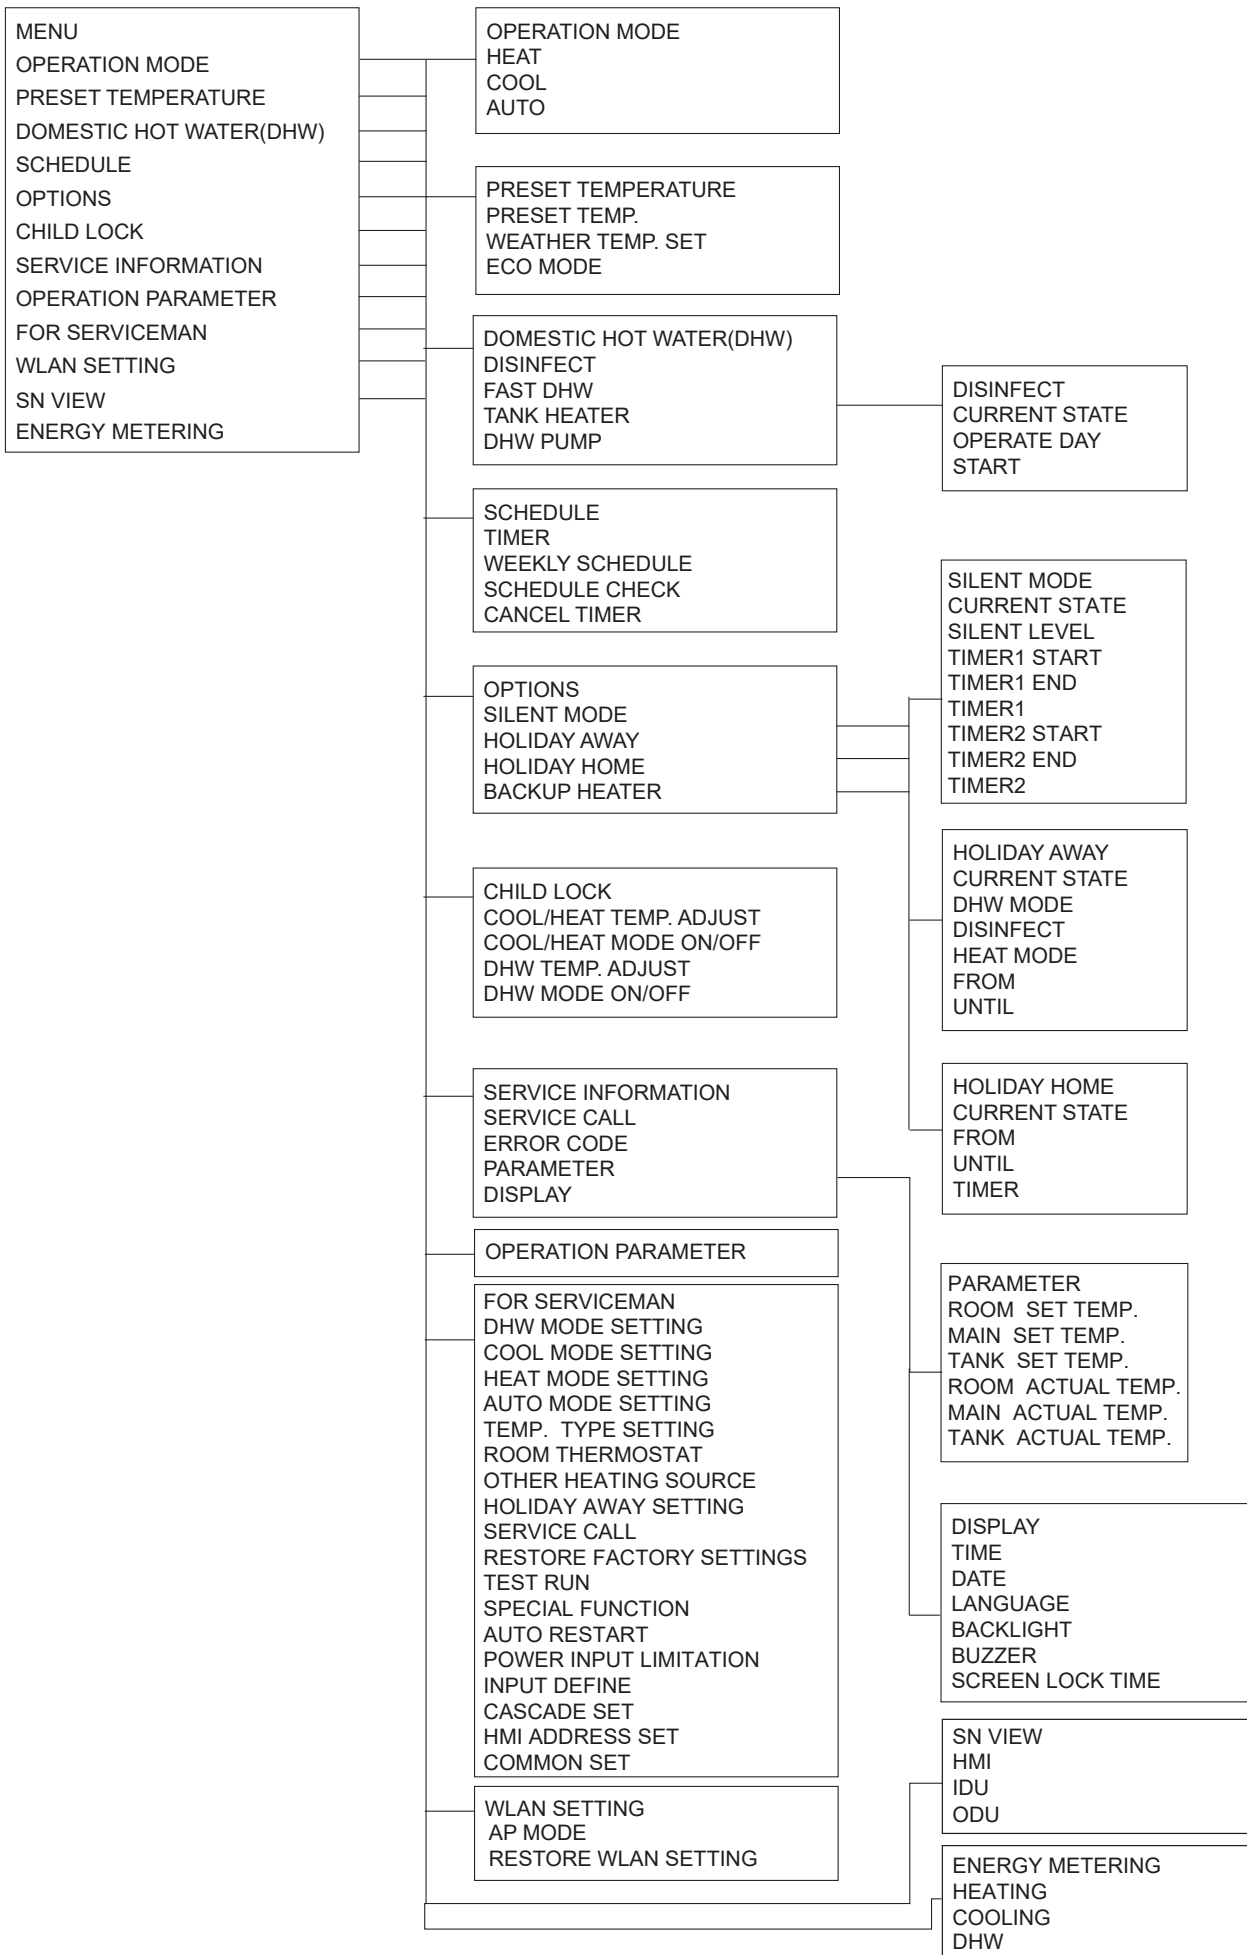 MENU
OPERATION MODE
PRESET TEMPERATURE
DOMESTIC HOT WATER(DHW)
SCHEDULE
OPTIONS
CHILD LOCK
SERVICE INFORMATION
OPERATION PARAMETER
FOR SERVICEMAN
WLAN SETTING
SN VIEW
ENERGY METERING
OPERATION MODE
HEAT
COOL
AUTO
PRESET TEMPERATURE
PRESET TEMP.
WEATHER TEMP. SET
ECO MODE
DOMESTIC HOT WATER(DHW)
DISINFECT
FAST DHW
TANK HEATER
DHW PUMP
DISINFECT
CURRENT STATE
OPERATE DAY
START
SCHEDULE
TIMER
WEEKLY SCHEDULE
SCHEDULE CHECK
CANCEL TIMER
OPTIONS
SILENT MODE
HOLIDAY AWAY
HOLIDAY HOME
BACKUP HEATER
SILENT MODE
CURRENT STATE
SILENT LEVEL
TIMER1 START
TIMER1 END
TIMER1
TIMER2 START
TIMER2 END
TIMER2
HOLIDAY AWAY
CURRENT STATE
DHW MODE
DISINFECT
HEAT MODE
FROM
UNTIL
HOLIDAY HOME
CURRENT STATE
FROM
UNTIL
TIMER
CHILD LOCK
COOL/HEAT TEMP. ADJUST
COOL/HEAT MODE ON/OFF
DHW TEMP. ADJUST
DHW MODE ON/OFF
SERVICE INFORMATION
SERVICE CALL
ERROR CODE
PARAMETER
DISPLAY
PARAMETER
ROOM SET TEMP.
MAIN SET TEMP.
TANK SET TEMP.
ROOM ACTUAL TEMP.
MAIN ACTUAL TEMP.
TANK ACTUAL TEMP.
DISPLAY
TIME
DATE
LANGUAGE
BACKLIGHT
BUZZER
SCREEN LOCK TIME
OPERATION PARAMETER
FOR SERVICEMAN
DHW MODE SETTING
COOL MODE SETTING
HEAT MODE SETTING
AUTO MODE SETTING
TEMP. TYPE SETTING
ROOM THERMOSTAT
OTHER HEATING SOURCE
HOLIDAY AWAY SETTING
SERVICE CALL
RESTORE FACTORY SETTINGS
TEST RUN
SPECIAL FUNCTION
AUTO RESTART
POWER INPUT LIMITATION
INPUT DEFINE
CASCADE SET
HMI ADDRESS SET
COMMON SET
WLAN SETTING
AP MODE
RESTORE WLAN SETTING
SN VIEW
HMI
IDU
ODU
ENERGY METERING
HEATING
COOLING
DHW